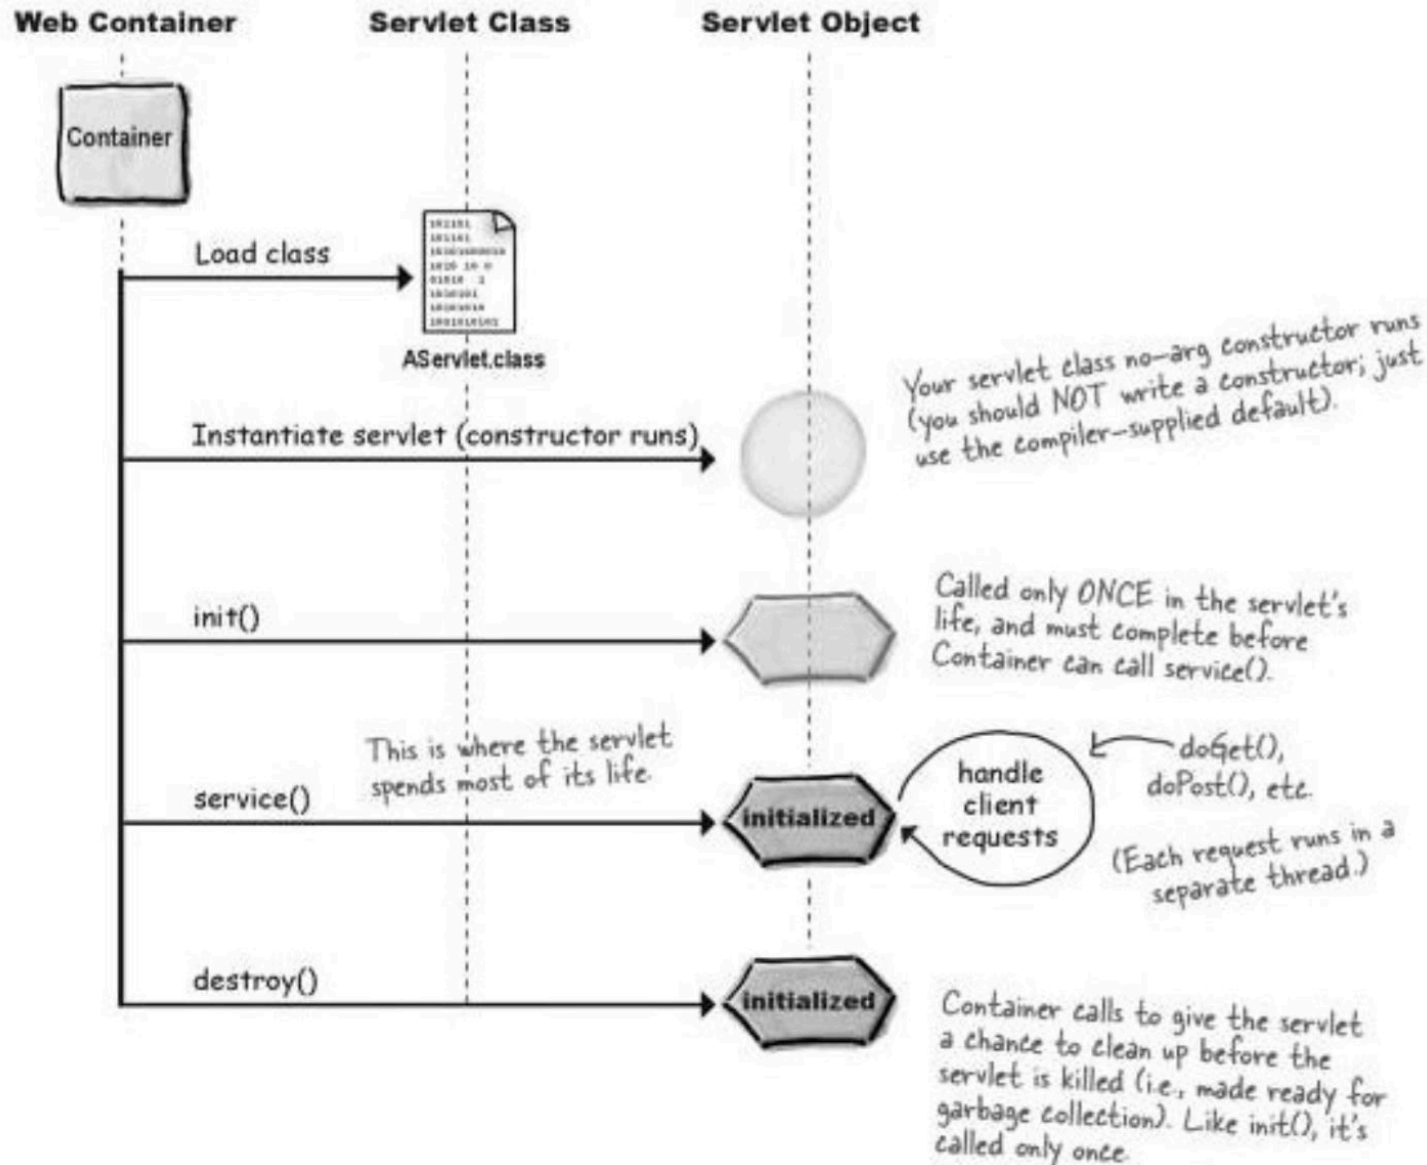 Web Container
Servlet Class
Servlet Object
Container
Load class
AServlet.class
Your servlet class no-arg constructor runs
(you should NOT write a constructor; just
use the compiler-supplied default).
Instantiate servlet (constructor runs)
Called only ONCE in the servlet's
life, and must complete before
Container can call service().
init()
This is where the servlet
spends most of its life.
service()
initialized
handle
client
requests
doGet(),
doPost(), etc.
(Each request runs in a
separate thread.)
destroy()
initialized
Container calls to give the servlet
a chance to clean up before the
servlet is killed (i.e., made ready for
garbage collection). Like init(), it's
called only once.